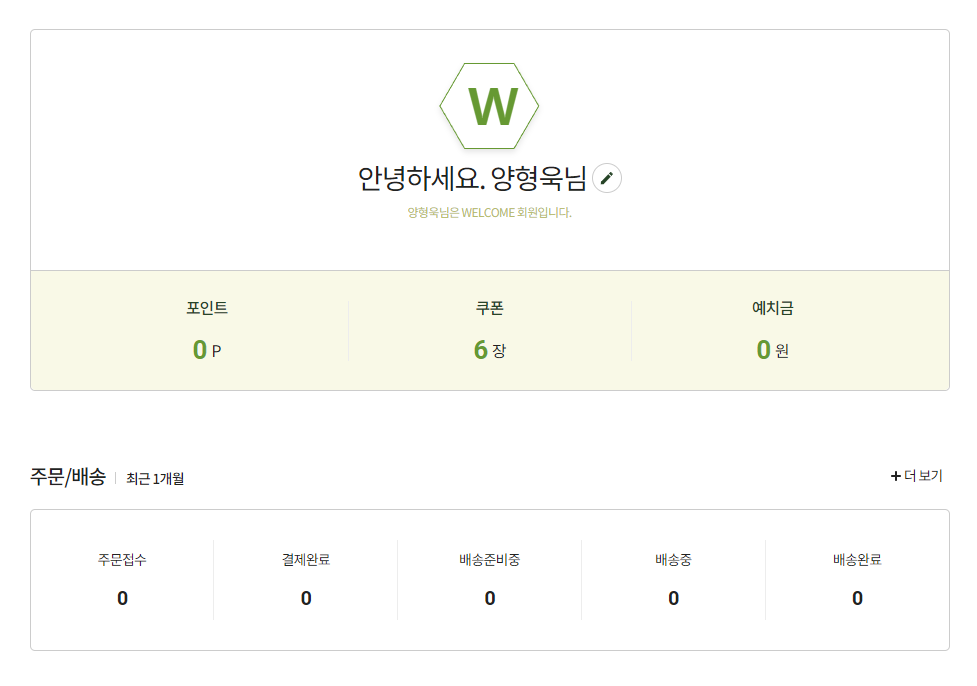 W
안녕하세요. 양형욱님
양형욱님은 WELCOME 회원입니다.
포인트 쿠폰 예치금
0 P 6 장 0 원
주문/배송 최근 1개월 + 더 보기
주문접수 결제완료 배송준비중 배송중 배송완료
0 0 0 0 0